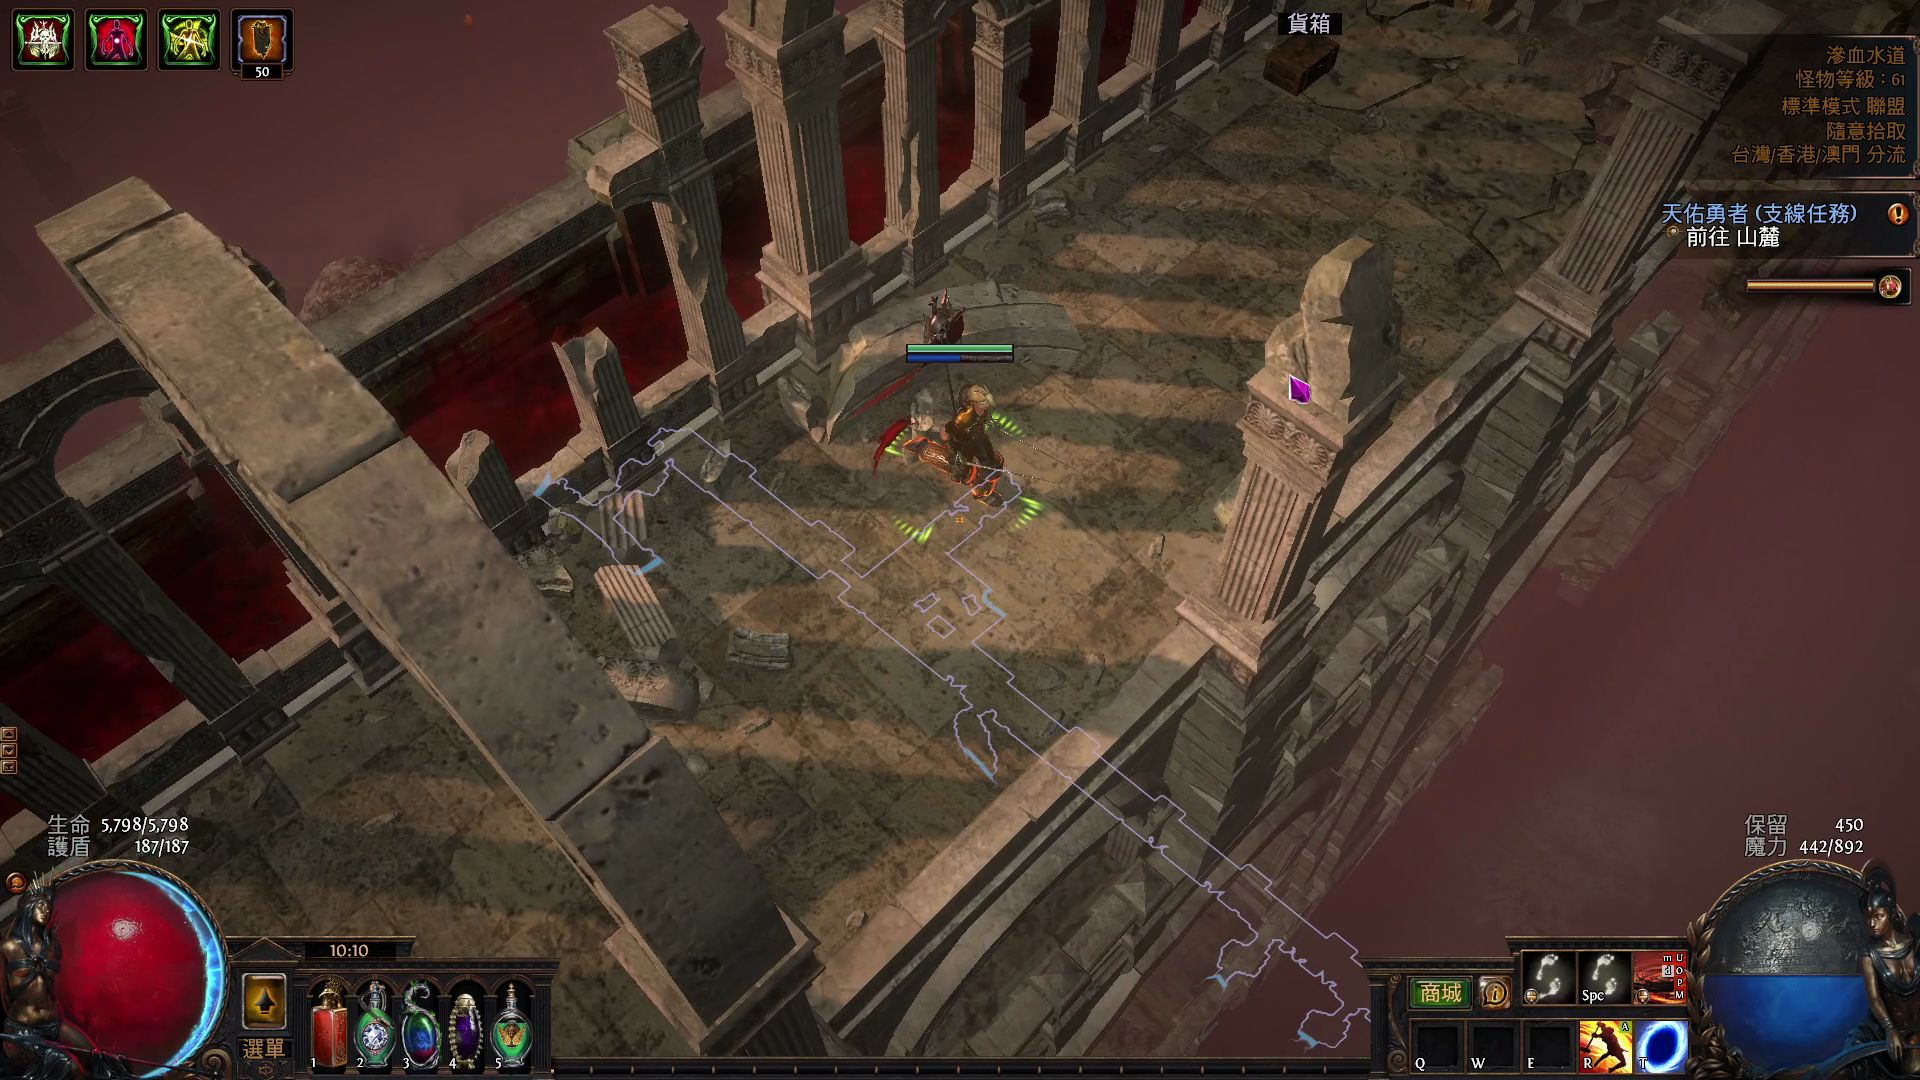 50
貨箱
滲血水道
怪物等級：61
標準模式 聯盟
隨意拾取
台灣/香港/澳門 分流
天佑勇者 (支線任務)
前往 山麓
生命 5,798/5,798
護盾 187/187
保留 450
魔力 442/892
10:10
選單
1 2 3 4 5
商城
Spc
Q W E R T
A